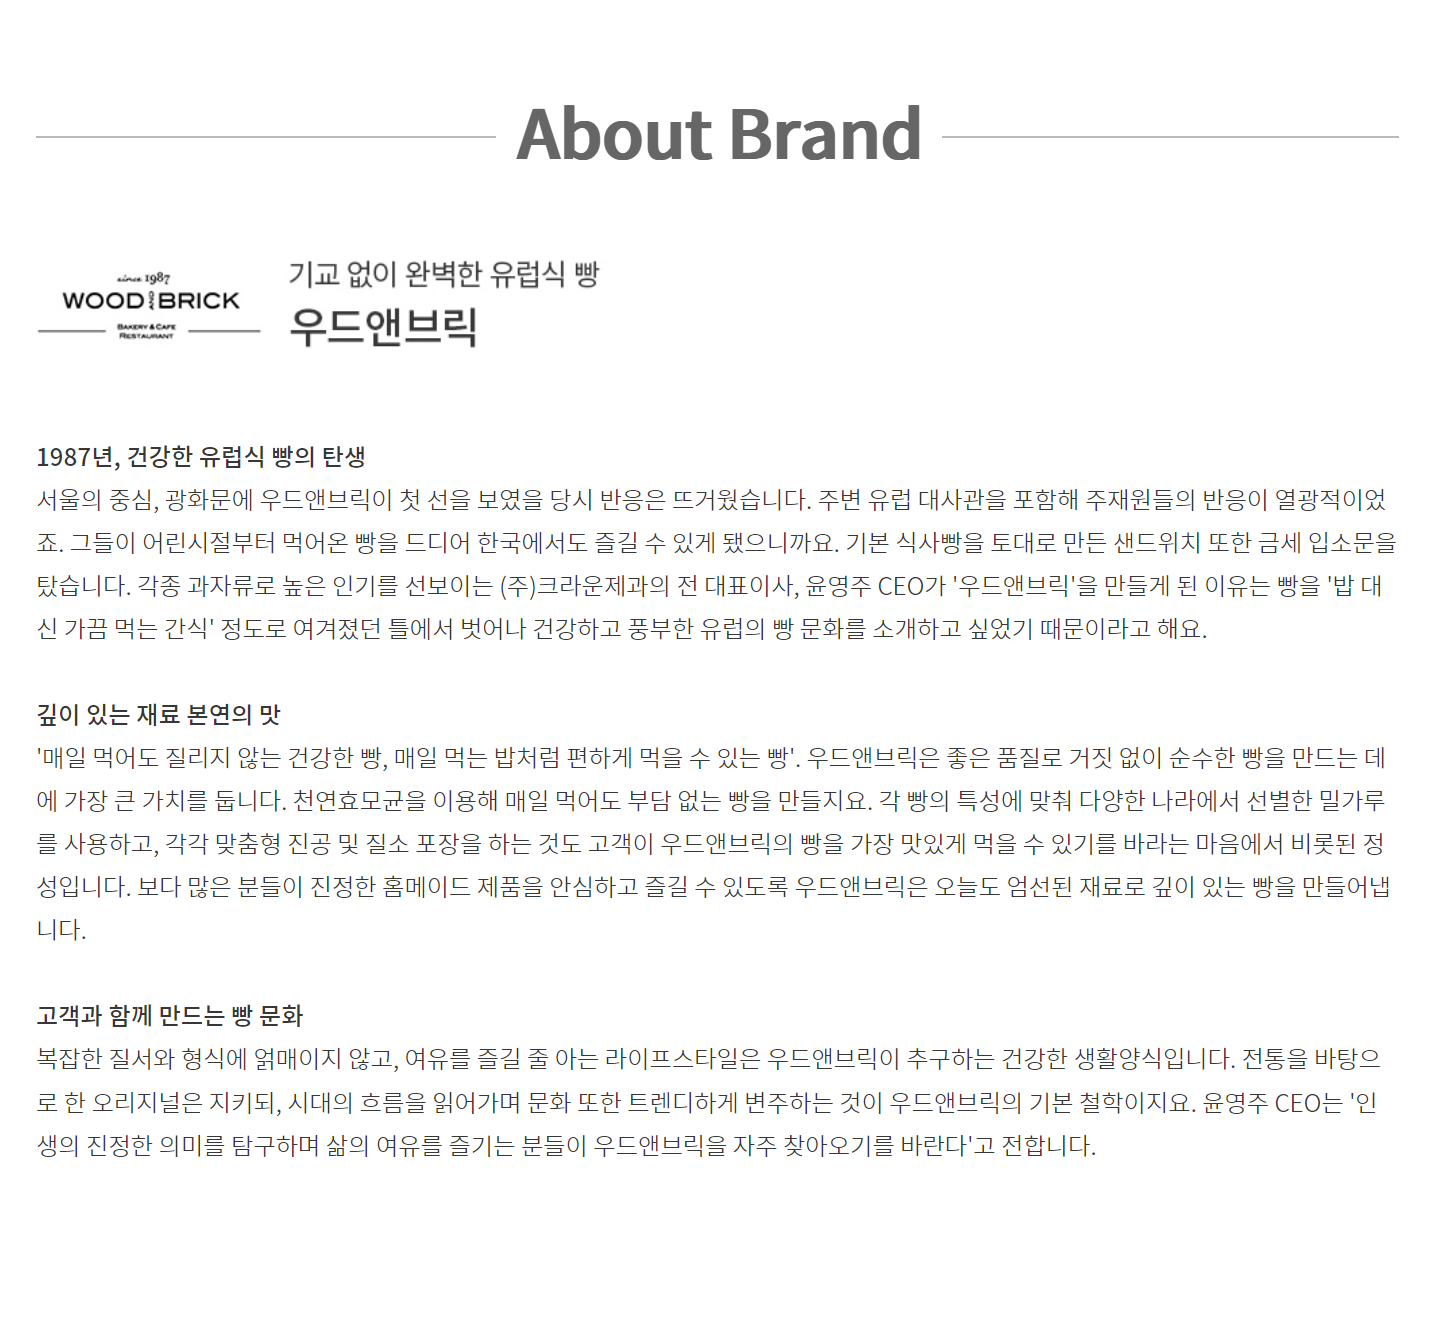 About Brand
since 1987
WOOD AND BRICK
BAKERY & CAFE
RESTAURANT
기교 없이 완벽한 유럽식 빵
우드앤브릭
1987년, 건강한 유럽식 빵의 탄생
서울의 중심, 광화문에 우드앤브릭이 첫 선을 보였을 당시 반응은 뜨거웠습니다. 주변 유럽 대사관을 포함해 주재원들의 반응이 열광적이었
죠. 그들이 어린시절부터 먹어온 빵을 드디어 한국에서도 즐길 수 있게 됐으니까요. 기본 식사빵을 토대로 만든 샌드위치 또한 금세 입소문을
탔습니다. 각종 과자류로 높은 인기를 선보이는 (주)크라운제과의 전 대표이사, 윤영주 CEO가 '우드앤브릭'을 만들게 된 이유는 빵을 '밥 대
신 가끔 먹는 간식' 정도로 여겨졌던 틀에서 벗어나 건강하고 풍부한 유럽의 빵 문화를 소개하고 싶었기 때문이라고 해요.
깊이 있는 재료 본연의 맛
'매일 먹어도 질리지 않는 건강한 빵, 매일 먹는 밥처럼 편하게 먹을 수 있는 빵'. 우드앤브릭은 좋은 품질로 거짓 없이 순수한 빵을 만드는 데
에 가장 큰 가치를 둡니다. 천연효모균을 이용해 매일 먹어도 부담 없는 빵을 만들지요. 각 빵의 특성에 맞춰 다양한 나라에서 선별한 밀가루
를 사용하고, 각각 맞춤형 진공 및 질소 포장을 하는 것도 고객이 우드앤브릭의 빵을 가장 맛있게 먹을 수 있기를 바라는 마음에서 비롯된 정
성입니다. 보다 많은 분들이 진정한 홈메이드 제품을 안심하고 즐길 수 있도록 우드앤브릭은 오늘도 엄선된 재료로 깊이 있는 빵을 만들어냅
니다.
고객과 함께 만드는 빵 문화
복잡한 질서와 형식에 얽매이지 않고, 여유를 즐길 줄 아는 라이프스타일은 우드앤브릭이 추구하는 건강한 생활양식입니다. 전통을 바탕으
로 한 오리지널은 지키되, 시대의 흐름을 읽어가며 문화 또한 트렌디하게 변주하는 것이 우드앤브릭의 기본 철학이지요. 윤영주 CEO는 '인
생의 진정한 의미를 탐구하며 삶의 여유를 즐기는 분들이 우드앤브릭을 자주 찾아오기를 바란다'고 전합니다.